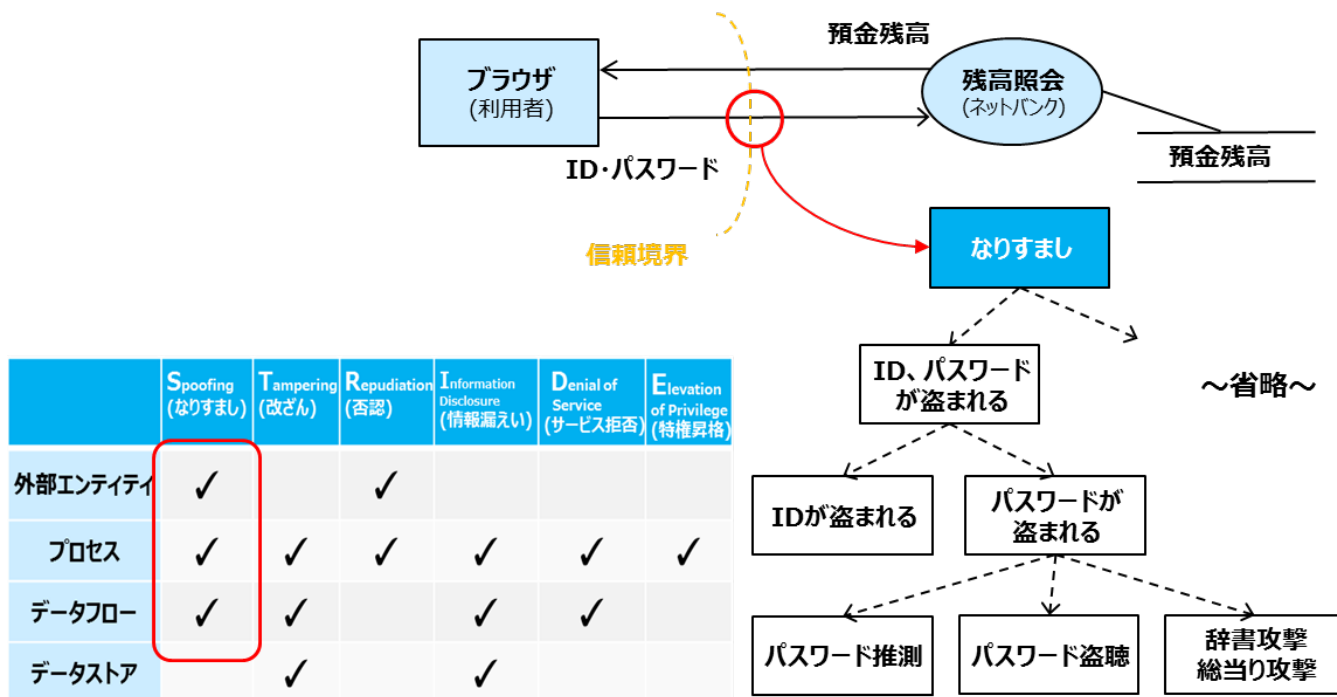 預金残高
ブラウザ
(利用者)
残高照会
(ネットバンク)
預金残高
ID・パスワード
信頼境界
なりすまし
ID、パスワード
が盗まれる
～省略～
IDが盗まれる
パスワードが
盗まれる
パスワード推測
パスワード盗聴
辞書攻撃
総当り攻撃
Spoofing
(なりすまし)
Tampering
(改ざん)
Repudiation
(否認)
Information
Disclosure
(情報漏えい)
Denial of
Service
(サービス拒否)
Elevation
of Privilege
(特権昇格)
外部エンティティ ✓ ✓
プロセス ✓ ✓ ✓ ✓ ✓ ✓
データフロー ✓ ✓ ✓ ✓
データストア ✓ ✓